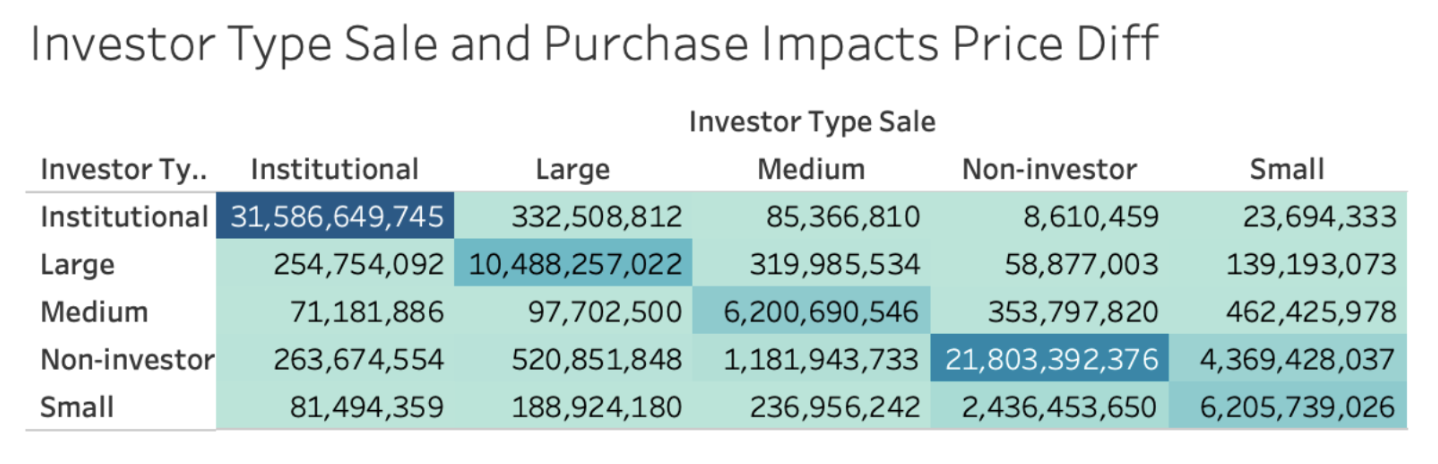 Investor Type Sale and Purchase Impacts Price Diff
Investor Type Sale
Investor Ty.. Institutional Large Medium Non-investor Small
Institutional 31,586,649,745 332,508,812 85,366,810 8,610,459 23,694,333
Large 254,754,092 10,488,257,022 319,985,534 58,877,003 139,193,073
Medium 71,181,886 97,702,500 6,200,690,546 353,797,820 462,425,978
Non-investor 263,674,554 520,851,848 1,181,943,733 21,803,392,376 4,369,428,037
Small 81,494,359 188,924,180 236,956,242 2,436,453,650 6,205,739,026